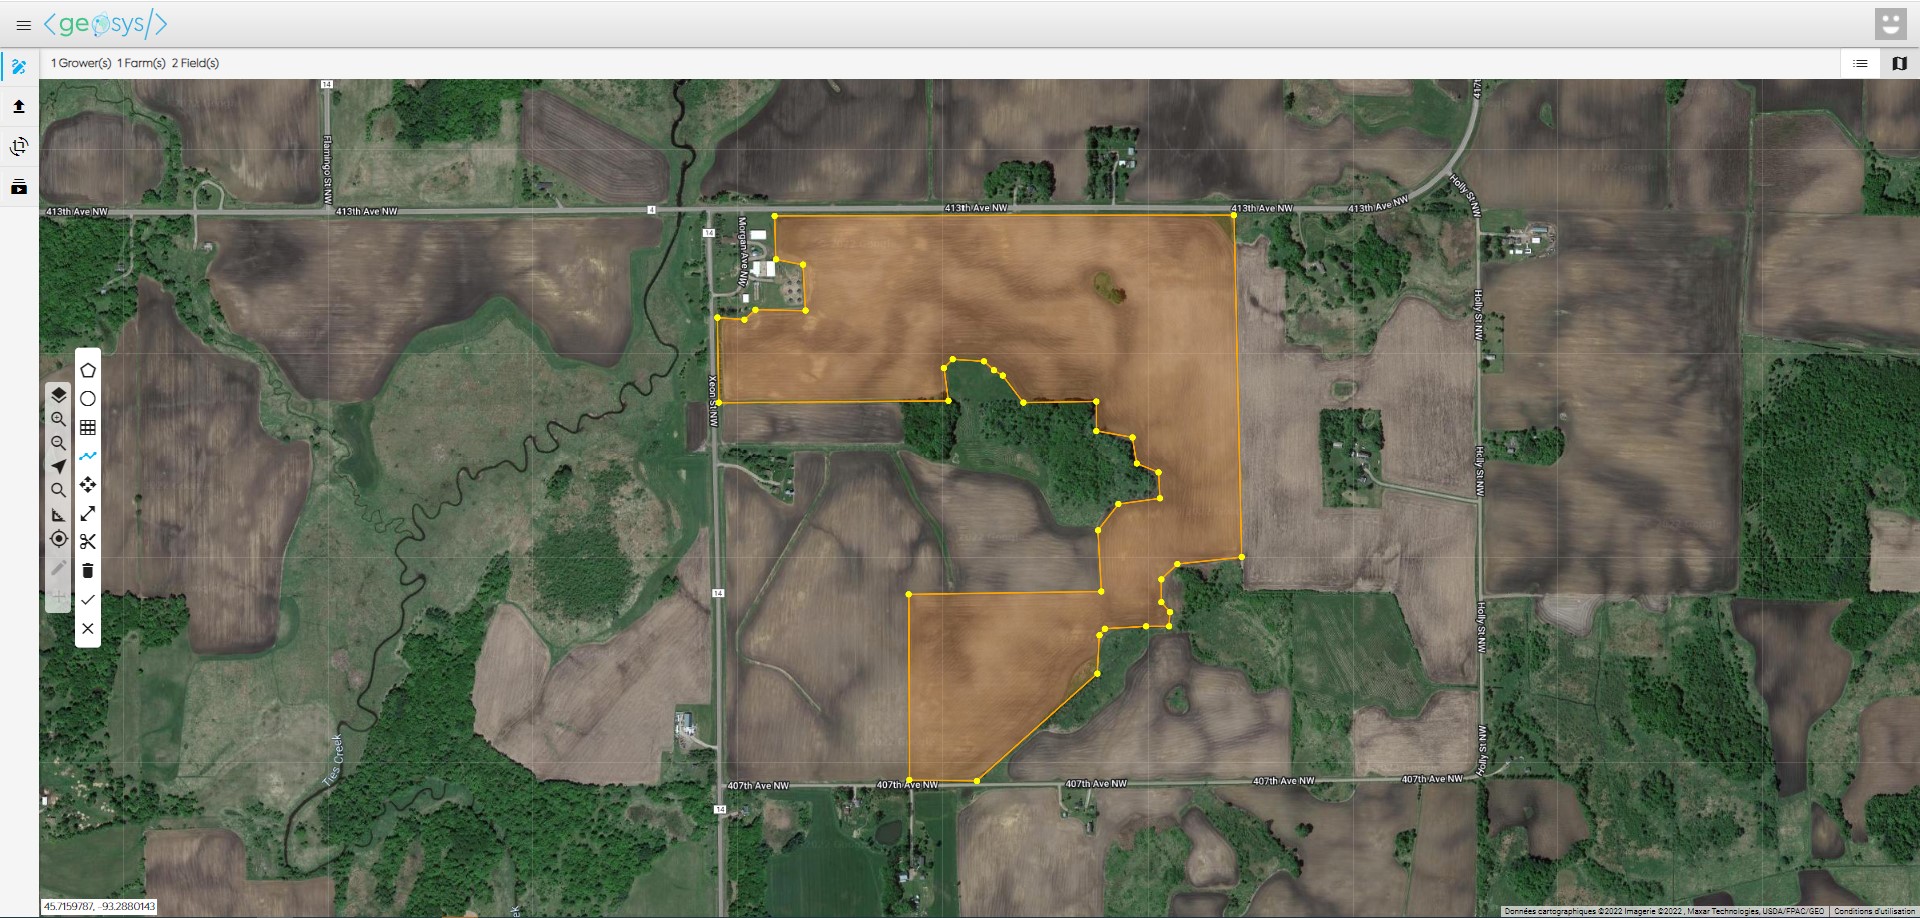 <geosys/>
1 Grower(s) 1 Farm(s) 2 Field(s)
14
417t
Flamingo St NW
Holly St NW
413th Ave NW
413th Ave NW
4
413th Ave NW
413th Ave NW
413th Ave NW
14
Morgan Ave NW
Holly St NW
Xeon St NW
Holly St NW
14
Holly St NW
Ties Creek
Holly St NW
407th Ave NW
407th Ave NW
407th Ave NW
407th Ave NW
407th Ave NW
14
ek
45.7159787, -93.2880143
Données cartographiques ©2022 Imagerie ©2022 , Maxar Technologies, USDA/FPAC/GEO
Conditions d'utilisation